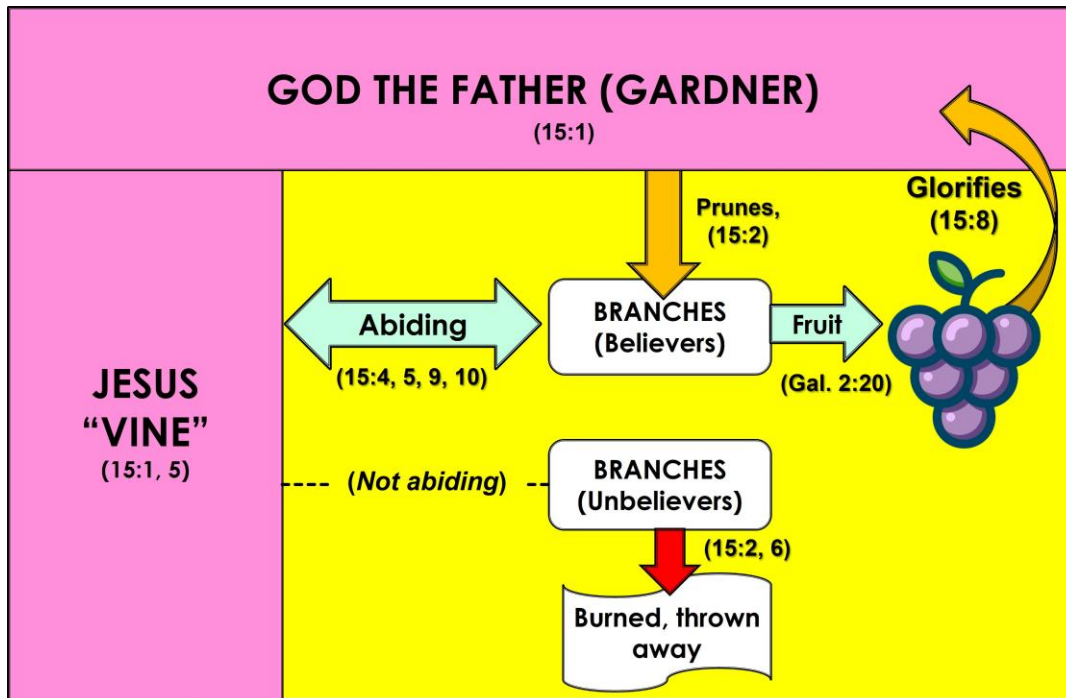 GOD THE FATHER (GARDNER)
(15:1)
Glorifies
(15:8)
Prunes,
(15:2)
Abiding
(15:4, 5, 9, 10)
BRANCHES
(Believers)
Fruit
(Gal. 2:20)
JESUS
“VINE”
(15:1, 5)
(Not abiding)
BRANCHES
(Unbelievers)
(15:2, 6)
Burned, thrown
away